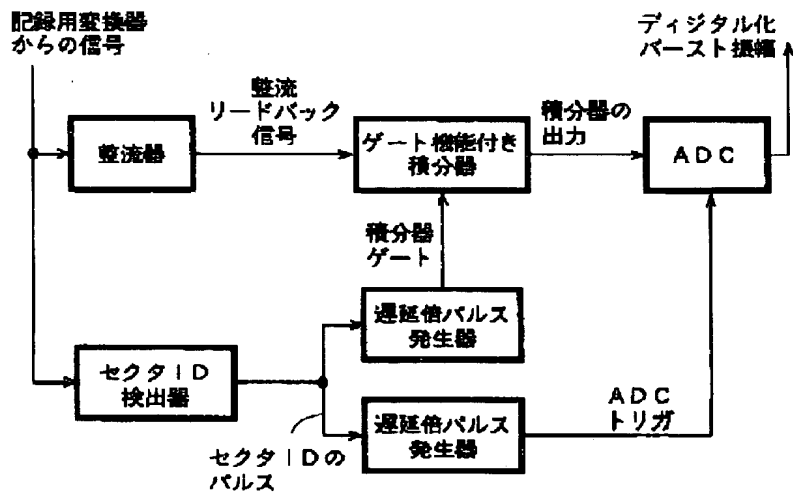 記録用変換器
からの信号
ディジタル化
バースト振幅
整流
リードバック
信号
積分器の
出力
整流器
ゲート機能付き
積分器
ADC
積分器
ゲート
遅延倍パルス
発生器
セクタID
検出器
遅延倍パルス
発生器
ADC
トリガ
セクタIDの
パルス